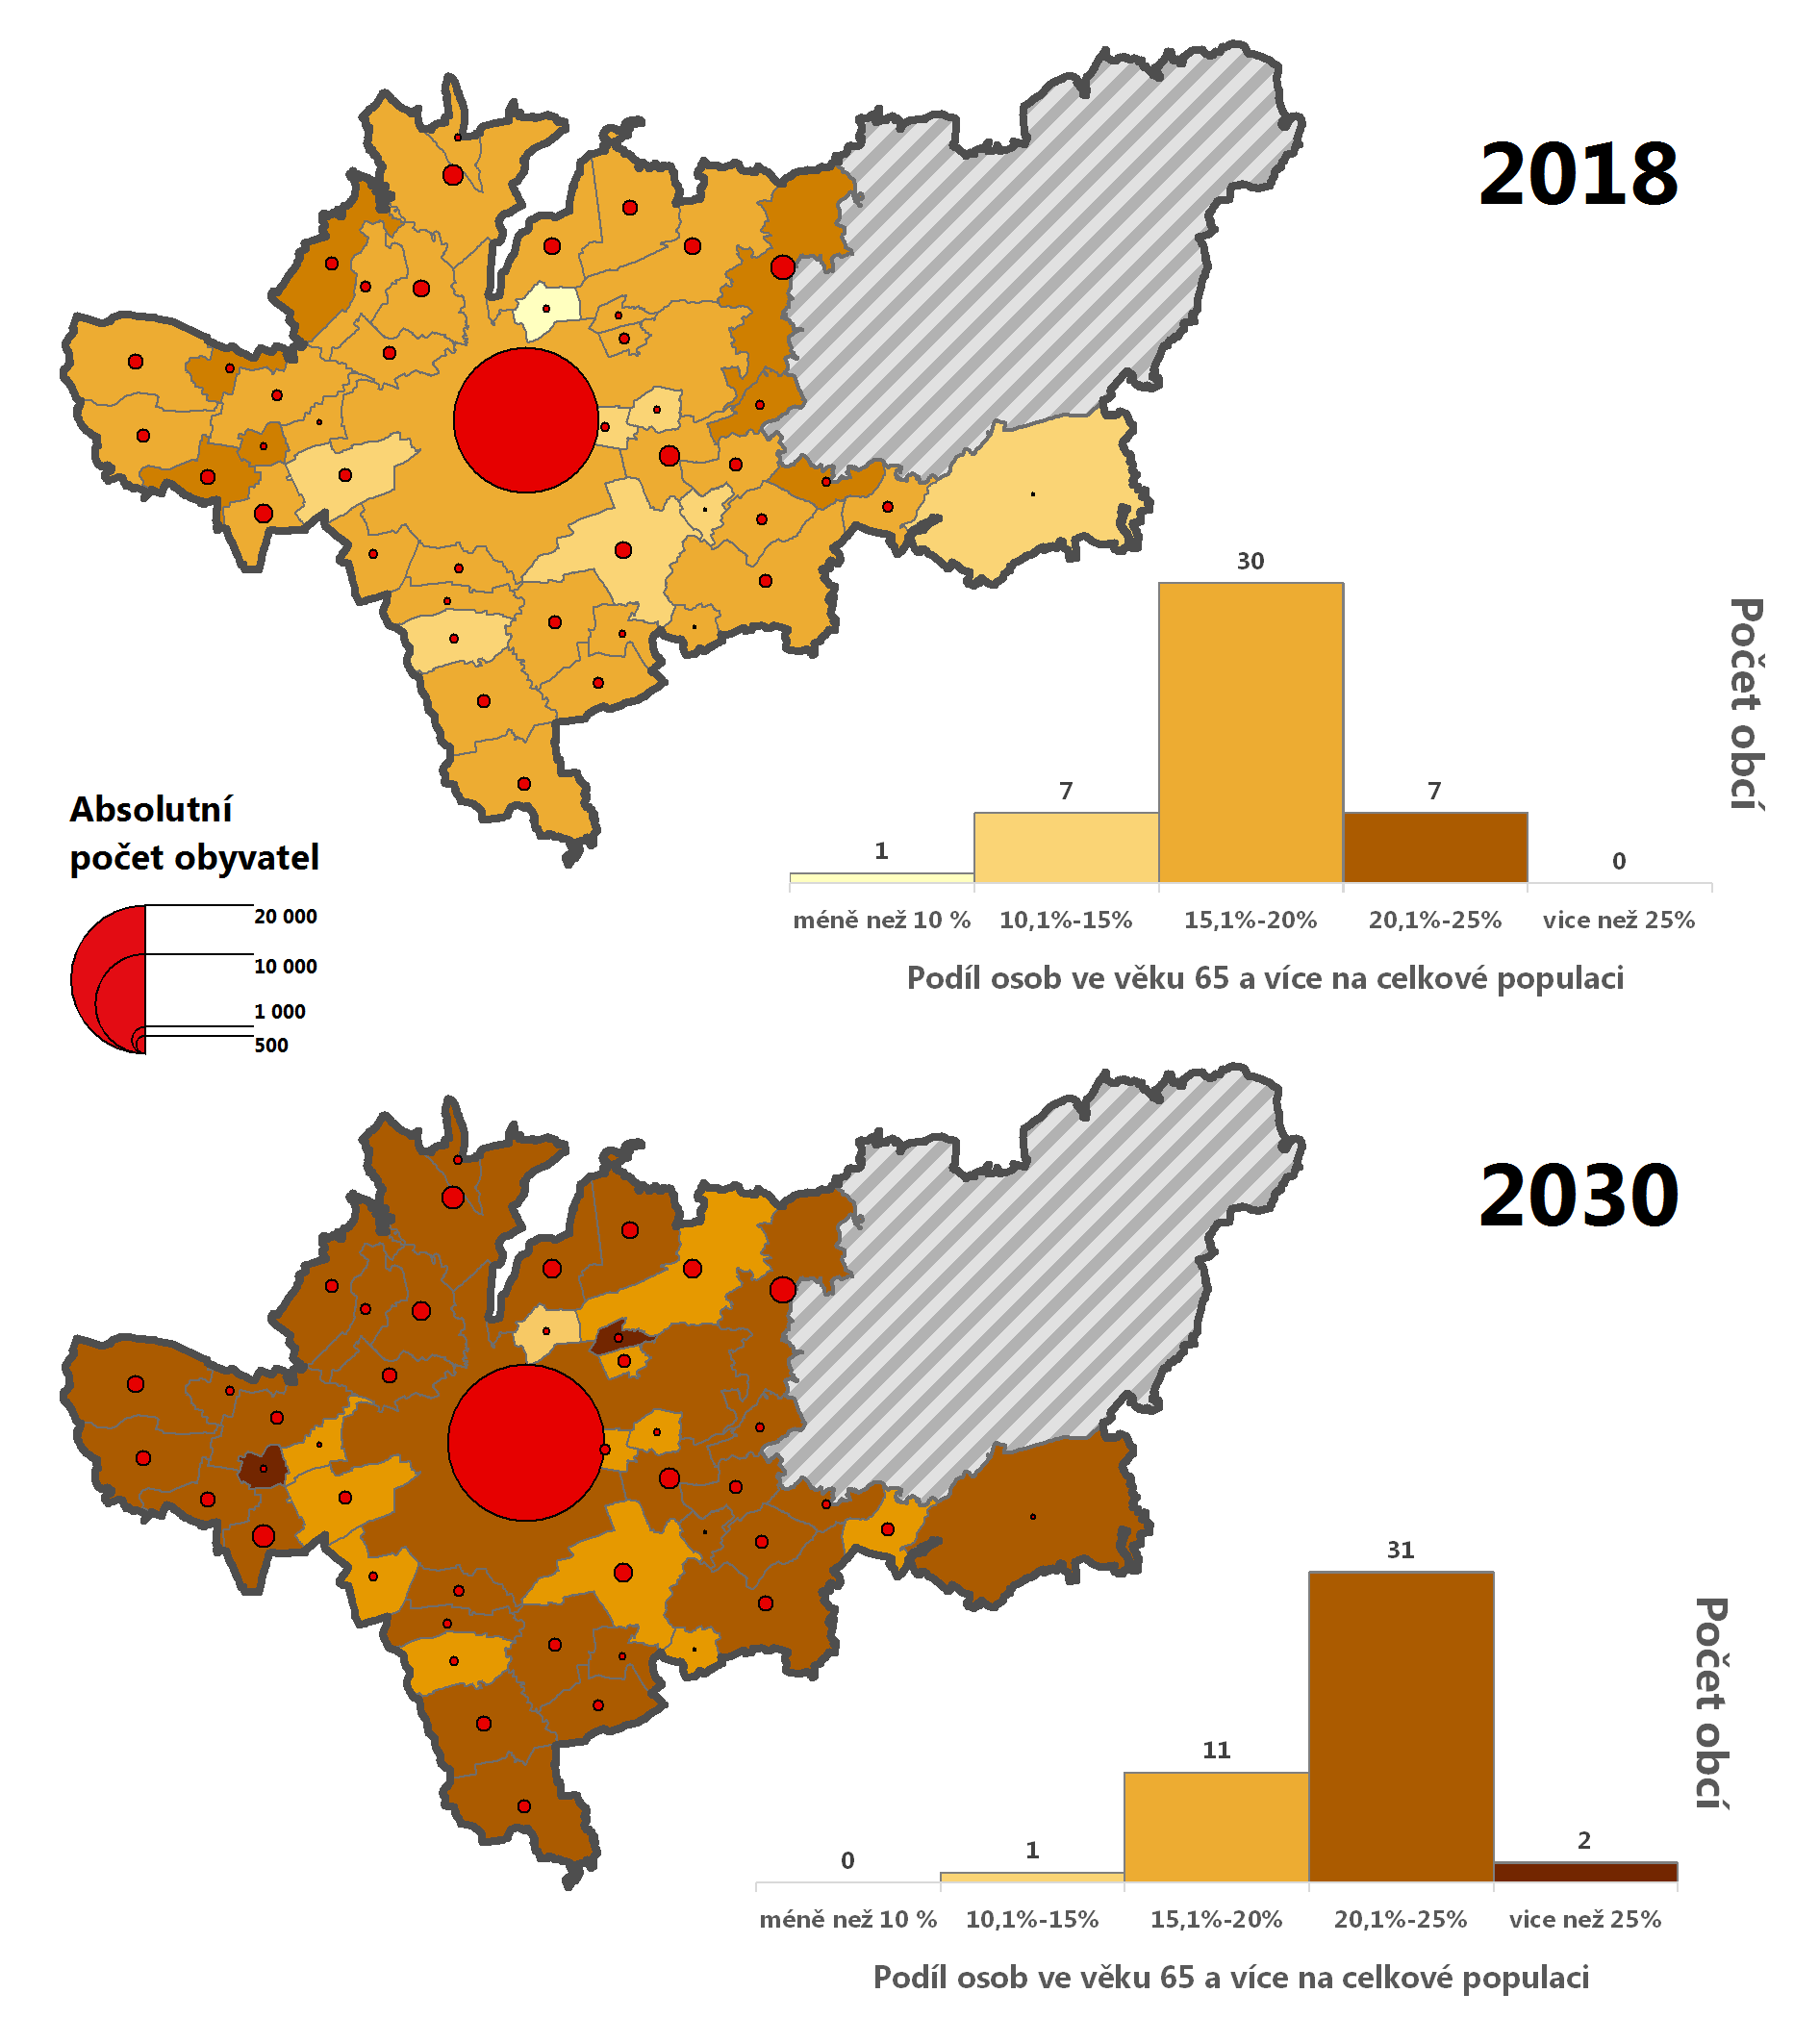 2018
30
7
7
1
0
méně než 10 % 10,1%-15% 15,1%-20% 20,1%-25% vice než 25%
Podíl osob ve věku 65 a více na celkové populaci
Počet obcí
Absolutní
počet obyvatel
20 000
10 000
1 000
500
2030
31
11
2
1
0
méně než 10 % 10,1%-15% 15,1%-20% 20,1%-25% vice než 25%
Podíl osob ve věku 65 a více na celkové populaci
Počet obcí